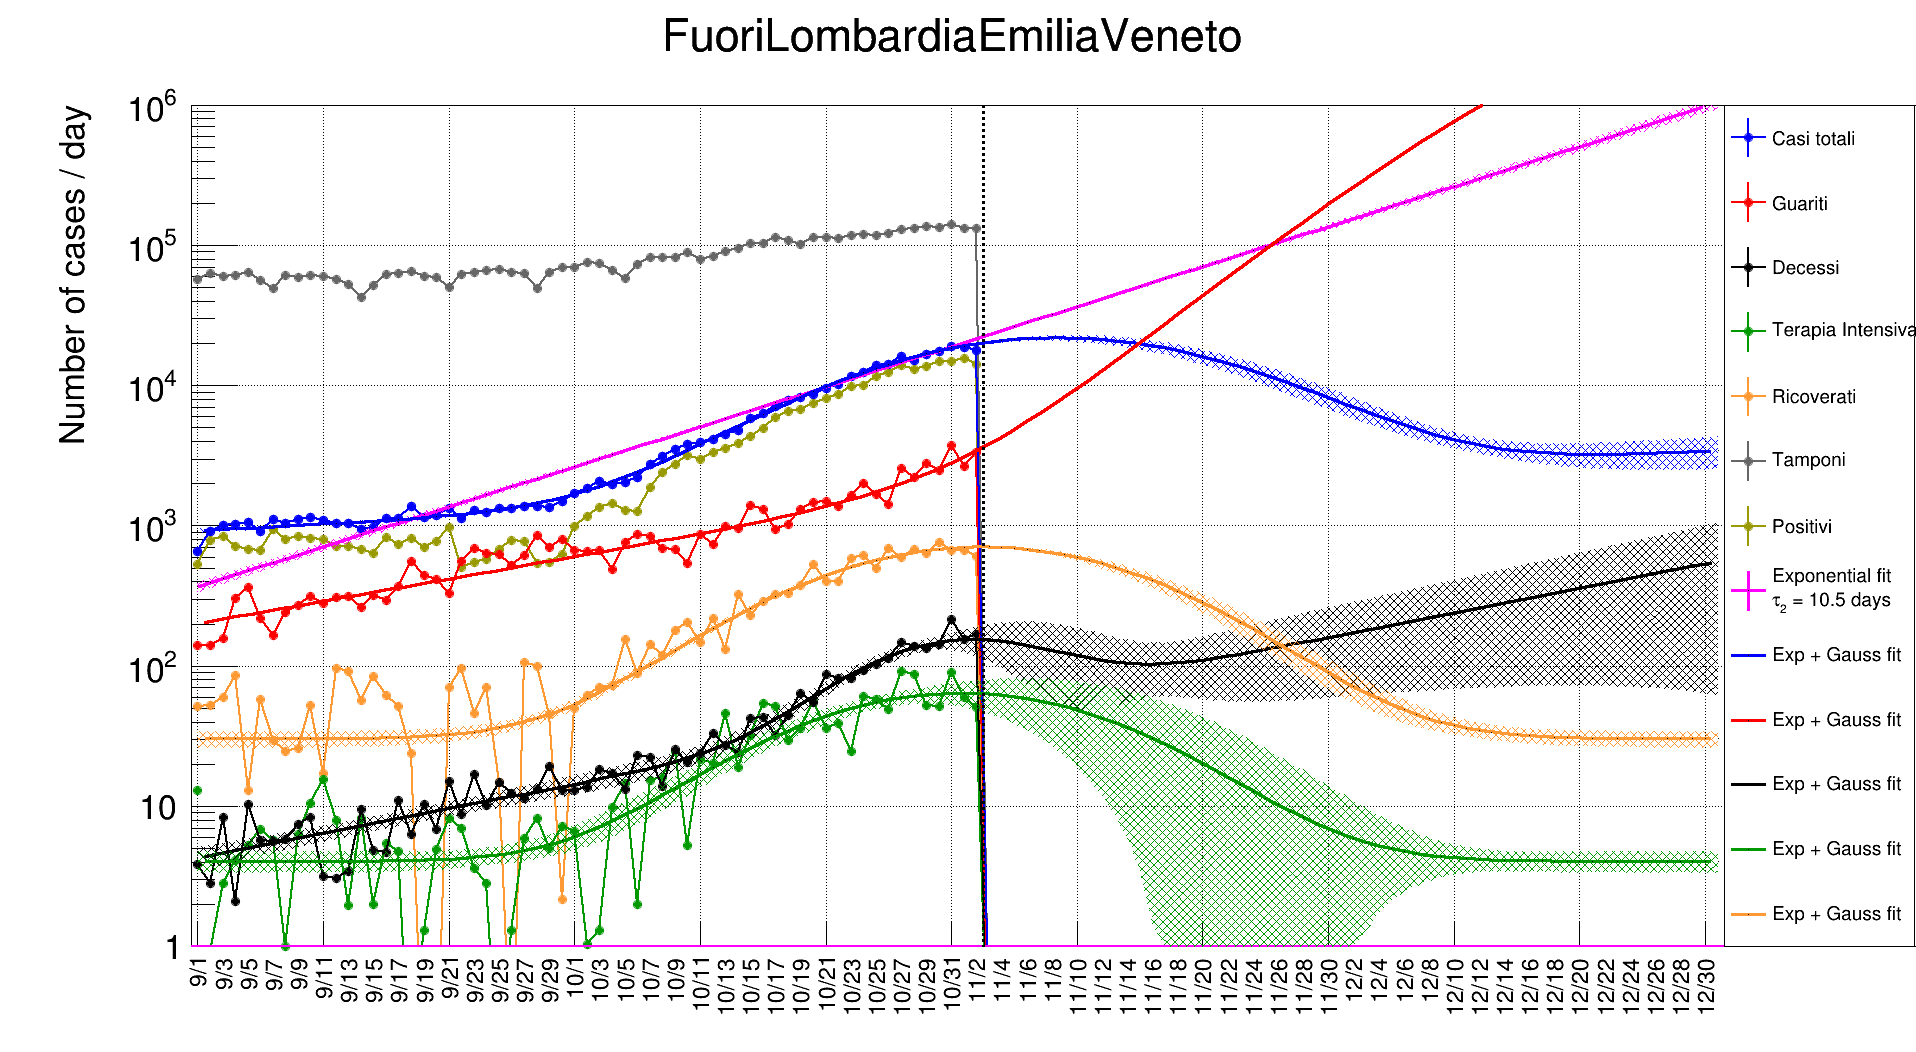 FuoriLombardiaEmiliaVeneto
Number of cases / day
10^6
10^5
10^4
10^3
10^2
10
1
9/1 9/3 9/5 9/7 9/9 9/11 9/13 9/15 9/17 9/19 9/21 9/23 9/25 9/27 9/29 10/1 10/3 10/5 10/7 10/9 10/11 10/13 10/15 10/17 10/19 10/21 10/23 10/25 10/27 10/29 10/31 11/2 11/4 11/6 11/8 11/10 11/12 11/14 11/16 11/18 11/20 11/22 11/24 11/26 11/28 11/30 12/2 12/4 12/6 12/8 12/10 12/12 12/14 12/16 12/18 12/20 12/22 12/24 12/26 12/28 12/30
Casi totali
Guariti
Decessi
Terapia Intensiva
Ricoverati
Tamponi
Positivi
Exponential fit
τ₂ = 10.5 days
Exp + Gauss fit
Exp + Gauss fit
Exp + Gauss fit
Exp + Gauss fit
Exp + Gauss fit